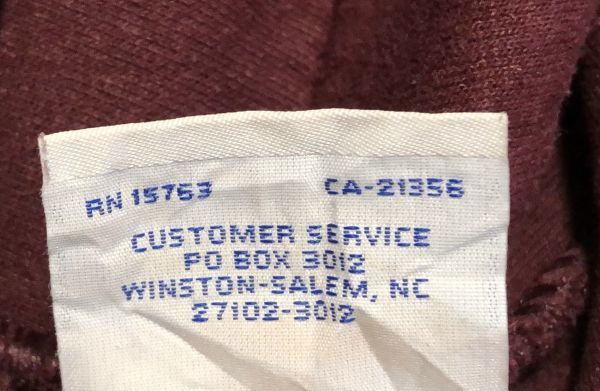 RN 15763 CA-21356
CUSTOMER SERVICE
PO BOX 3012
WINSTON-SALEM, NC
27102-3012